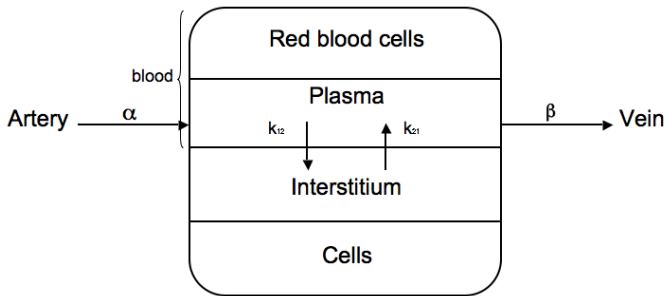 Red blood cells
blood
Plasma
Artery
α
k₁₂
k₂₁
β
Vein
Interstitium
Cells